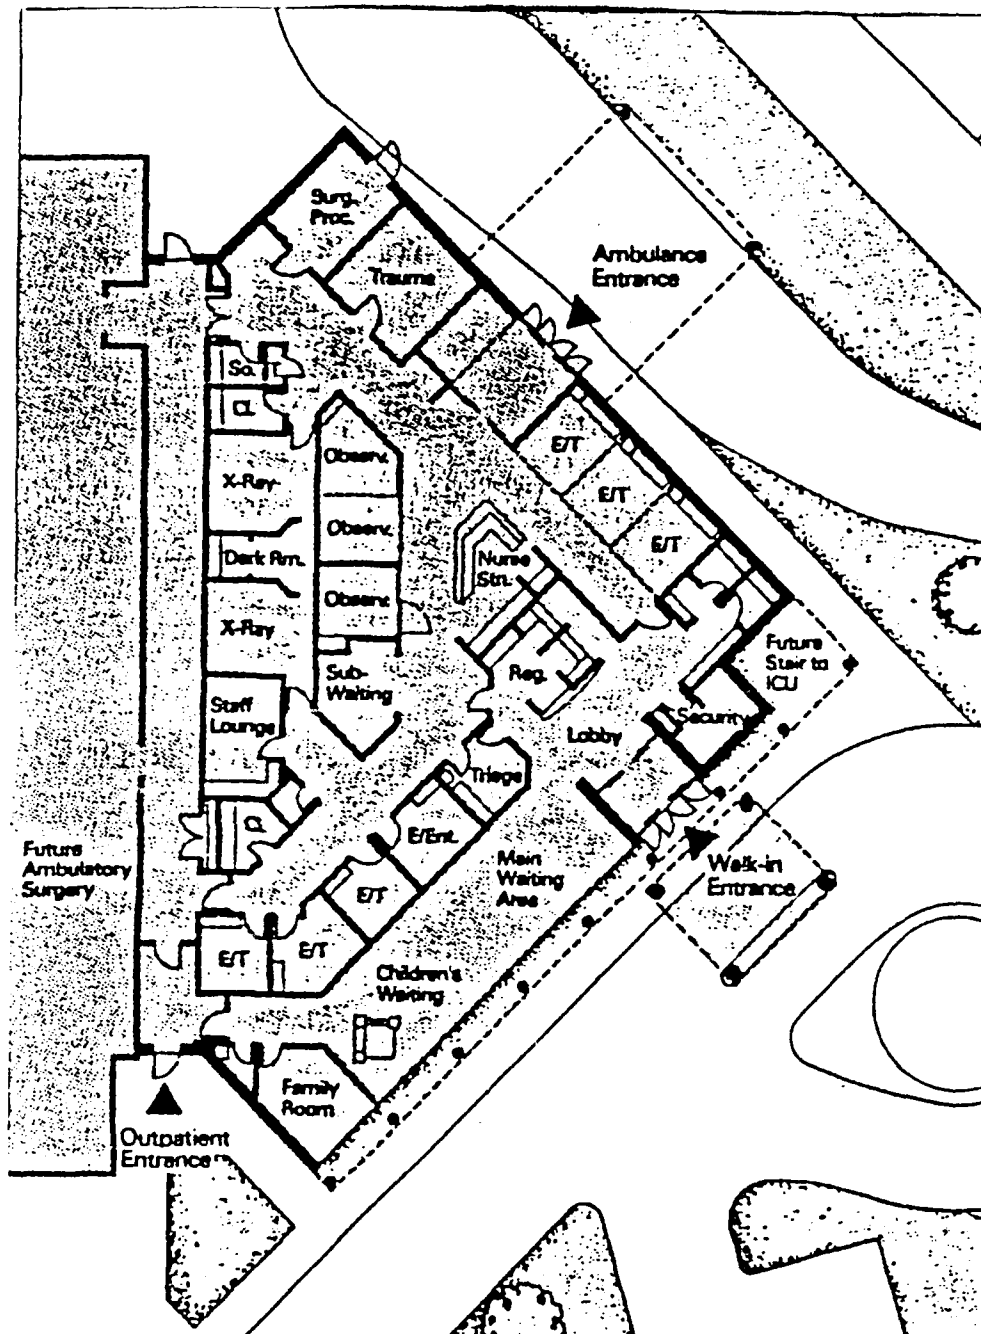 Surg.
Proc.
Trauma
Ambulance
Entrance
So.
T
Cl.
Observ.
E/T
X-Ray
E/T
Observ.
E/T
Dark Rm.
Nurse
Stn.
Observ.
X-Ray
Future
Stair to
ICU
Sub-
Waiting
Reg.
Staff
Lounge
Security
Lobby
Triage
Cl.
E/Ent.
Future
Ambulatory
Surgery
Main
Waiting
Area
Walk-in
Entrance
E/T
E/T
E/T
Children's
Waiting
Family
Room
Outpatient
Entrance